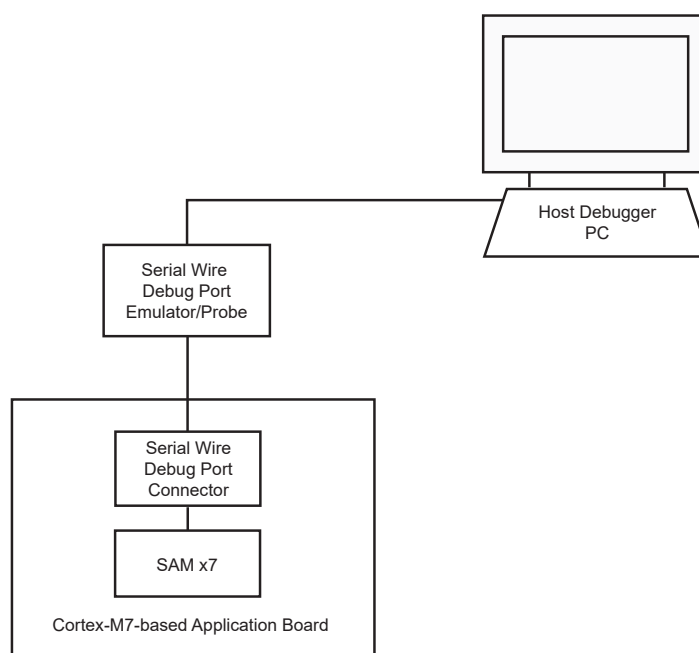 Host Debugger
PC
Serial Wire
Debug Port
Emulator/Probe
Serial Wire
Debug Port
Connector
SAM x7
Cortex-M7-based Application Board